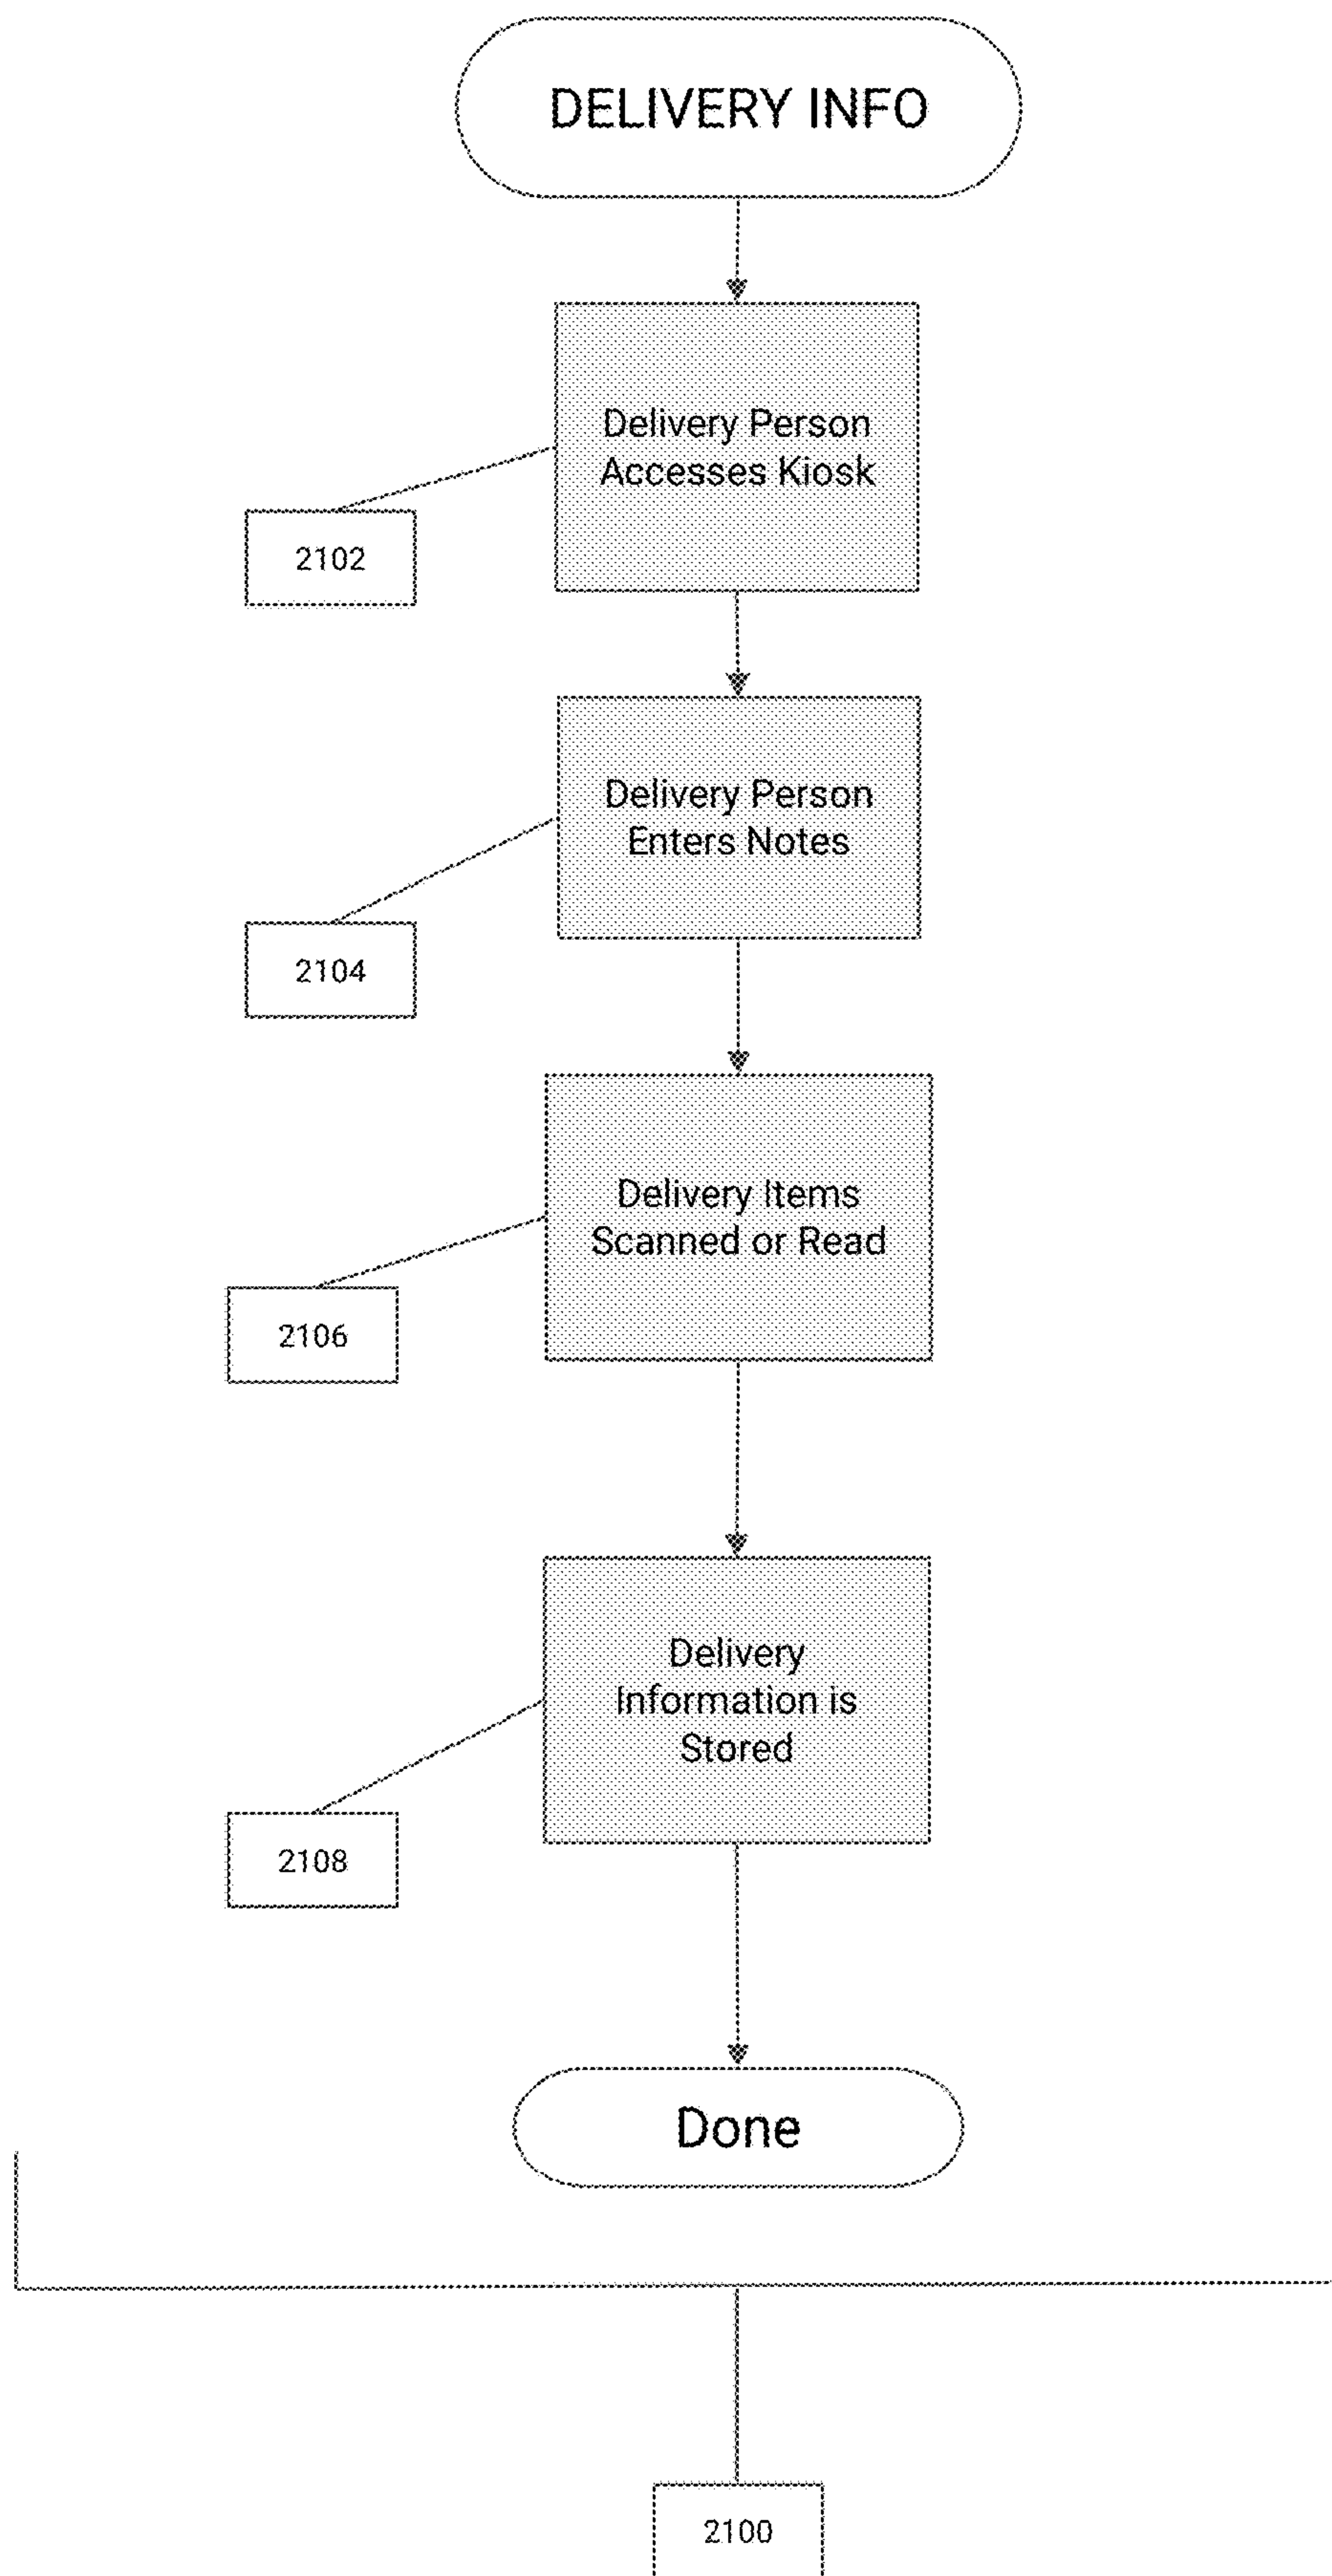 DELIVERY INFO
Delivery Person
Accesses Kiosk
2102
Delivery Person
Enters Notes
2104
Delivery Items
Scanned or Read
2106
Delivery
Information is
Stored
2108
Done
2100